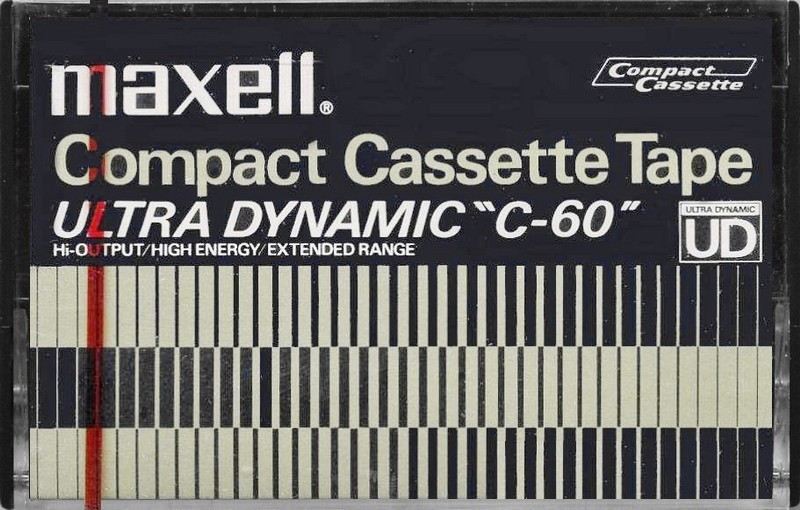 maxell®
Compact Cassette
Compact Cassette Tape
ULTRA DYNAMIC "C-60"
Hi-OUTPUT/HIGH ENERGY/EXTENDED RANGE
ULTRA DYNAMIC
UD